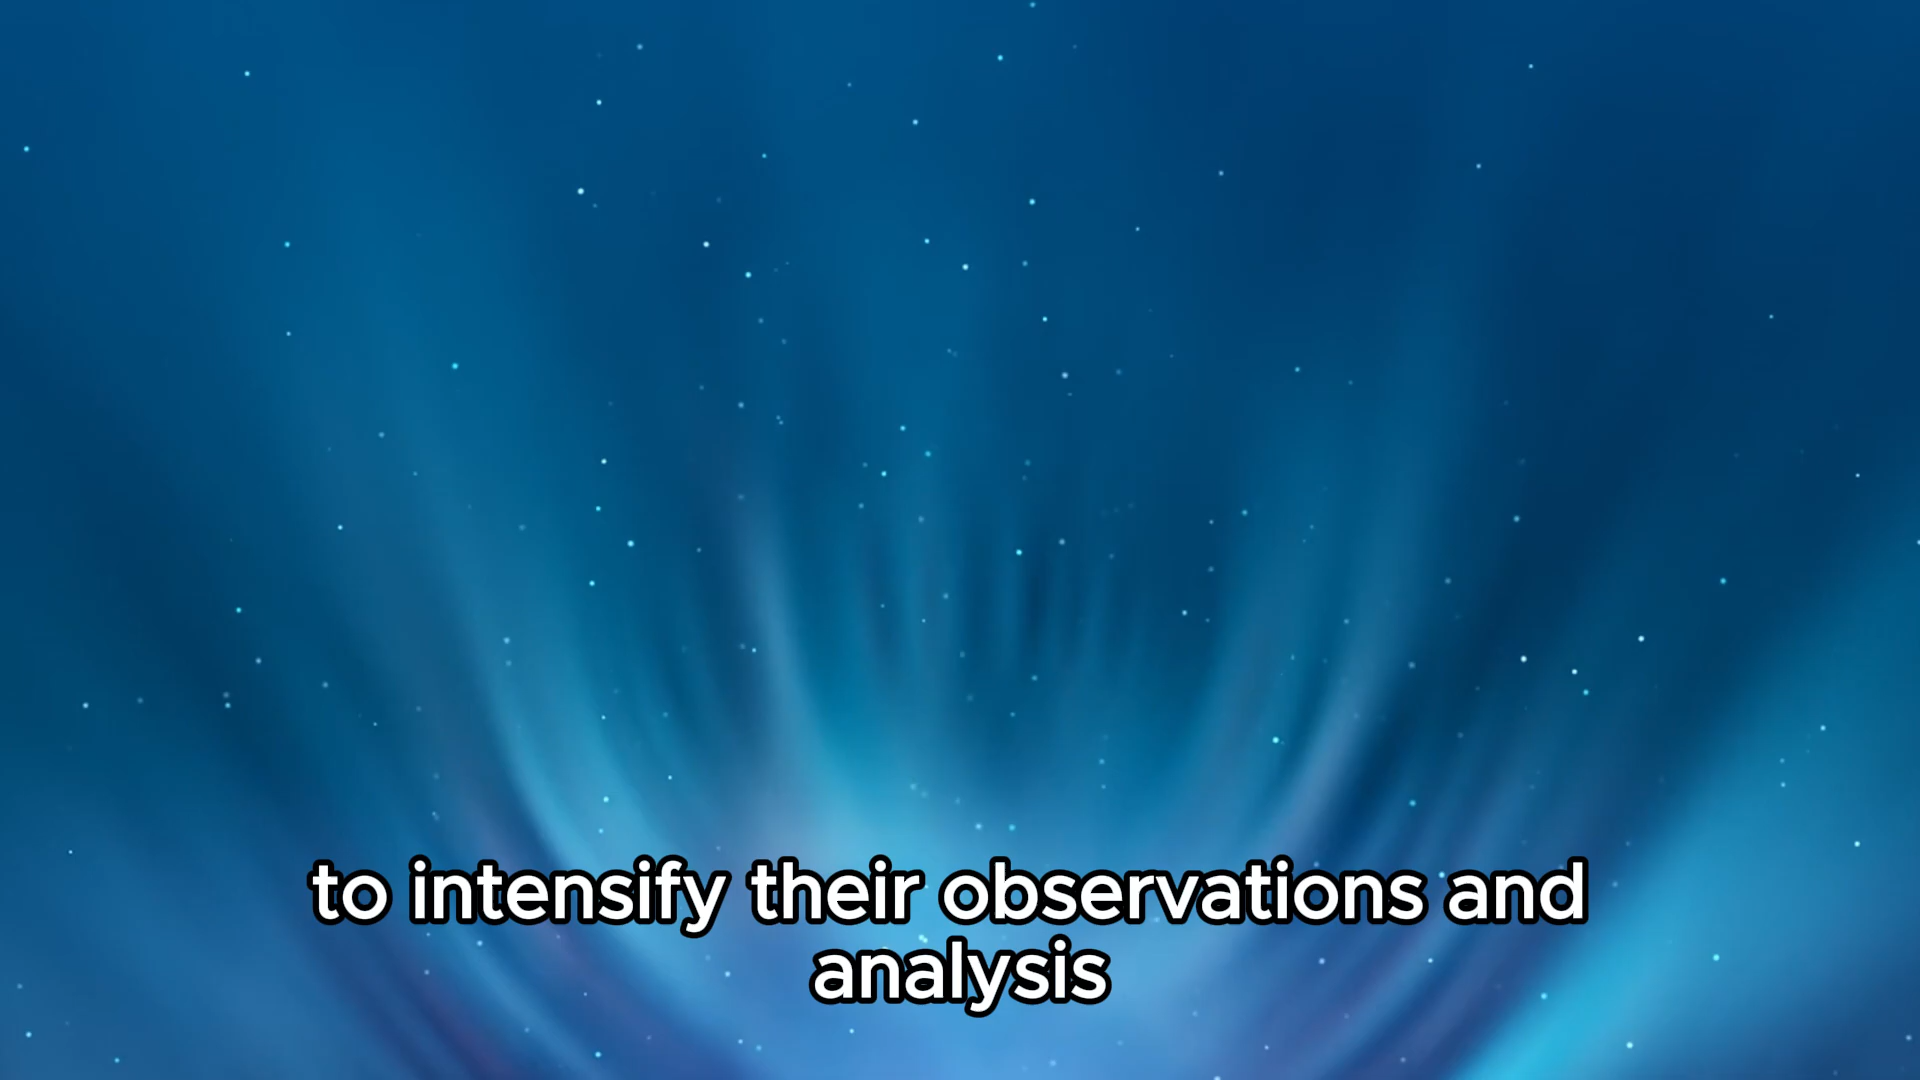 to intensify their observations and
analysis